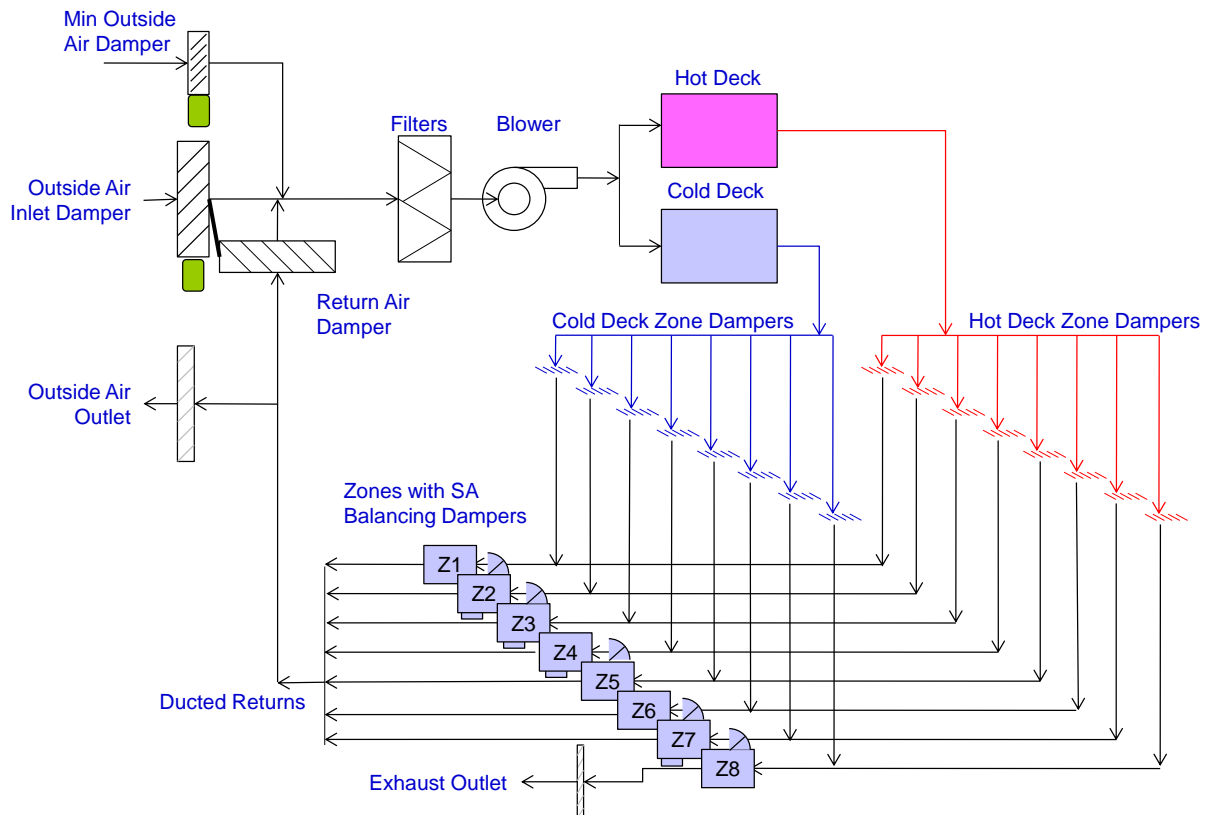 Min Outside
Air Damper
Hot Deck
Filters
Blower
Outside Air
Inlet Damper
Cold Deck
Return Air
Damper
Cold Deck Zone Dampers
Hot Deck Zone Dampers
Outside Air
Outlet
Zones with SA
Balancing Dampers
Z1
Z2
Z3
Z4
Z5
Z6
Z7
Z8
Ducted Returns
Exhaust Outlet